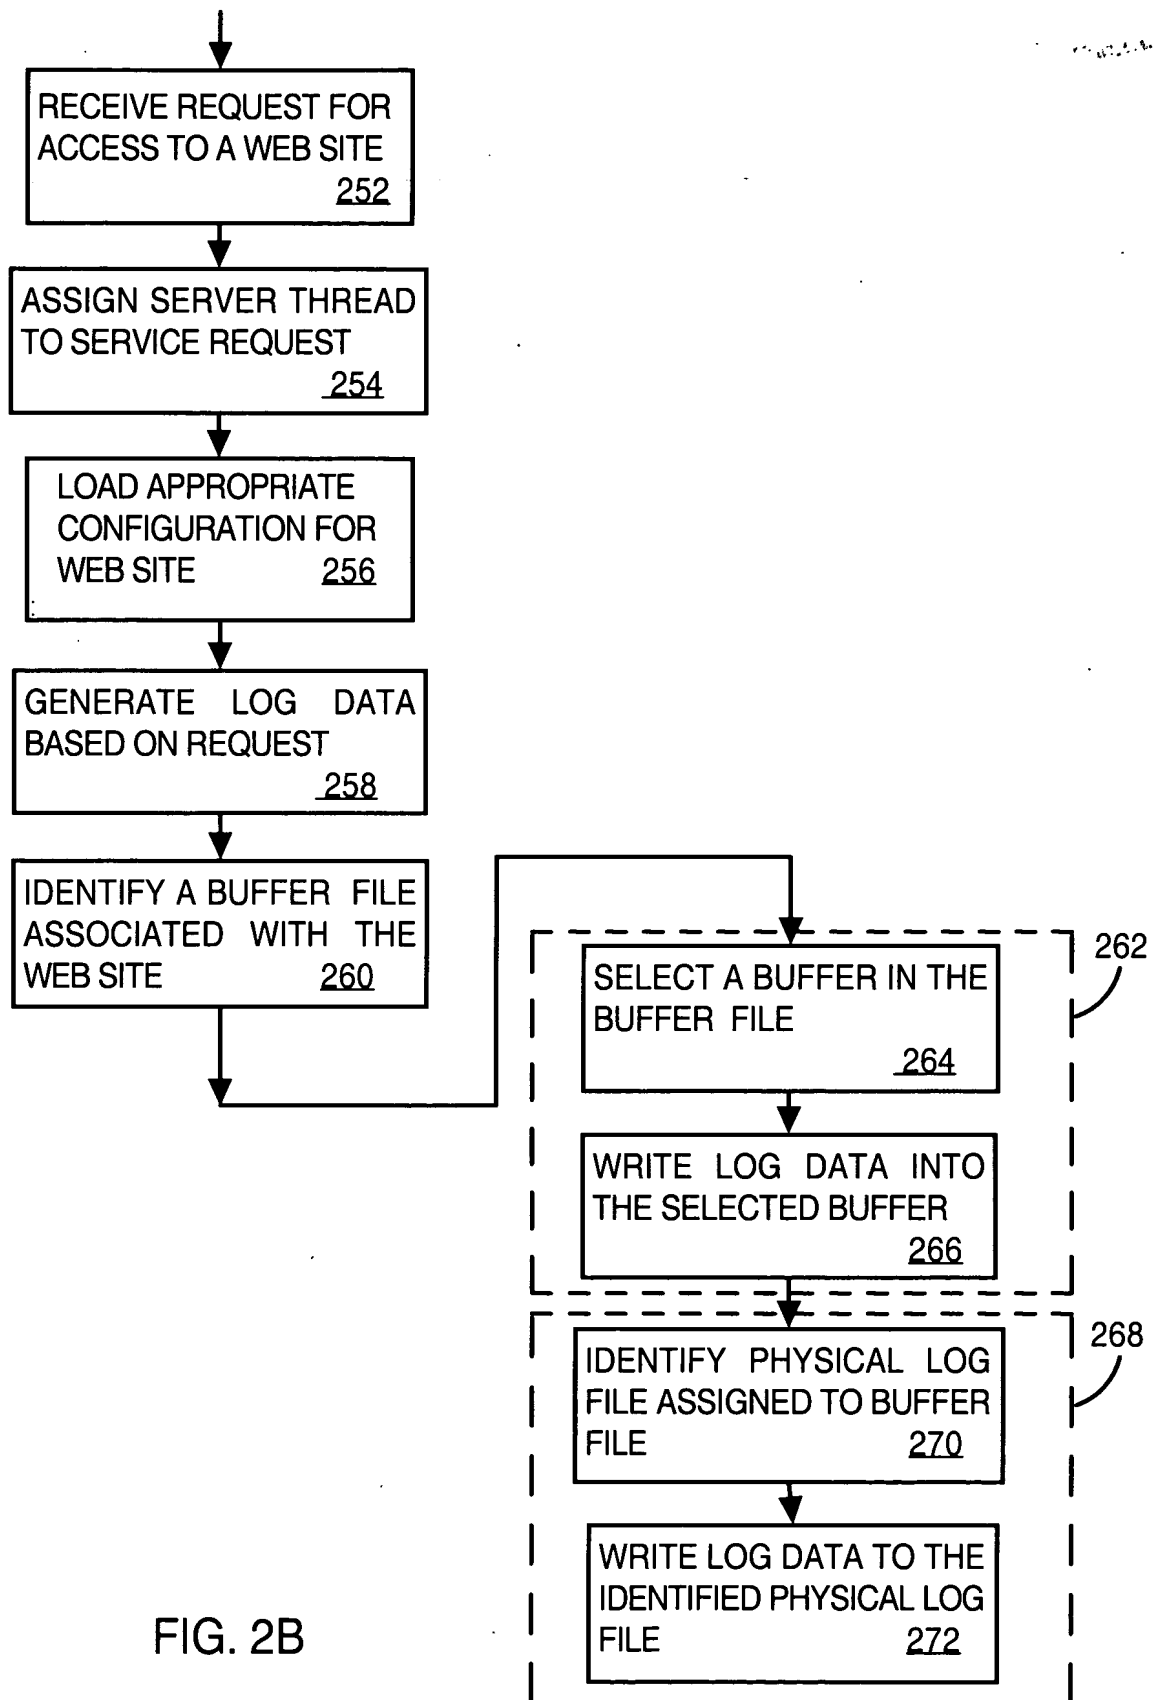 RECEIVE REQUEST FOR
ACCESS TO A WEB SITE
252
ASSIGN SERVER THREAD
TO SERVICE REQUEST
254
LOAD APPROPRIATE
CONFIGURATION FOR
WEB SITE 256
GENERATE LOG DATA
BASED ON REQUEST
258
IDENTIFY A BUFFER FILE
ASSOCIATED WITH THE
WEB SITE 260
262
SELECT A BUFFER IN THE
BUFFER FILE
264
WRITE LOG DATA INTO
THE SELECTED BUFFER
266
268
IDENTIFY PHYSICAL LOG
FILE ASSIGNED TO BUFFER
FILE 270
WRITE LOG DATA TO THE
IDENTIFIED PHYSICAL LOG
FILE 272
FIG. 2B